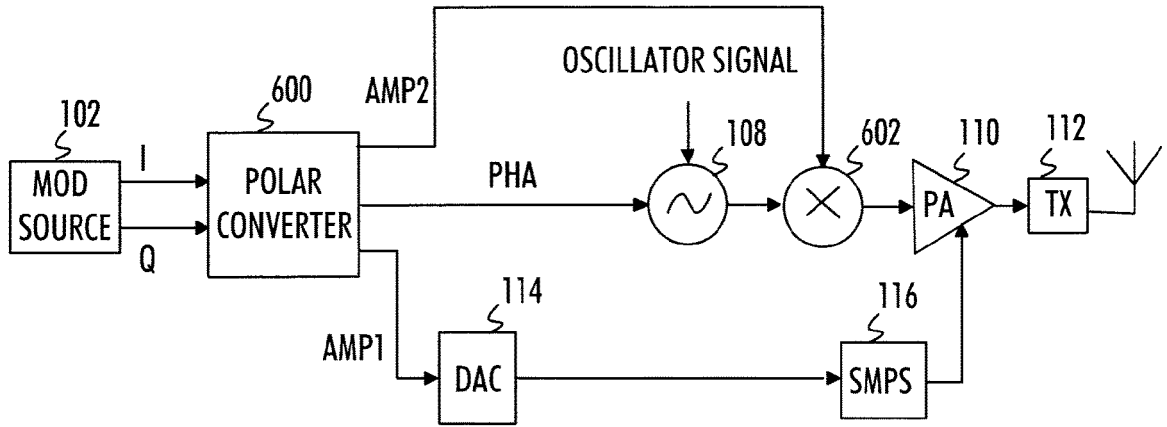 OSCILLATOR SIGNAL
600
AMP2
102
108
602
110
112
I
MOD
SOURCE
POLAR
CONVERTER
PHA
PA
TX
Q
114
116
AMP1
DAC
SMPS